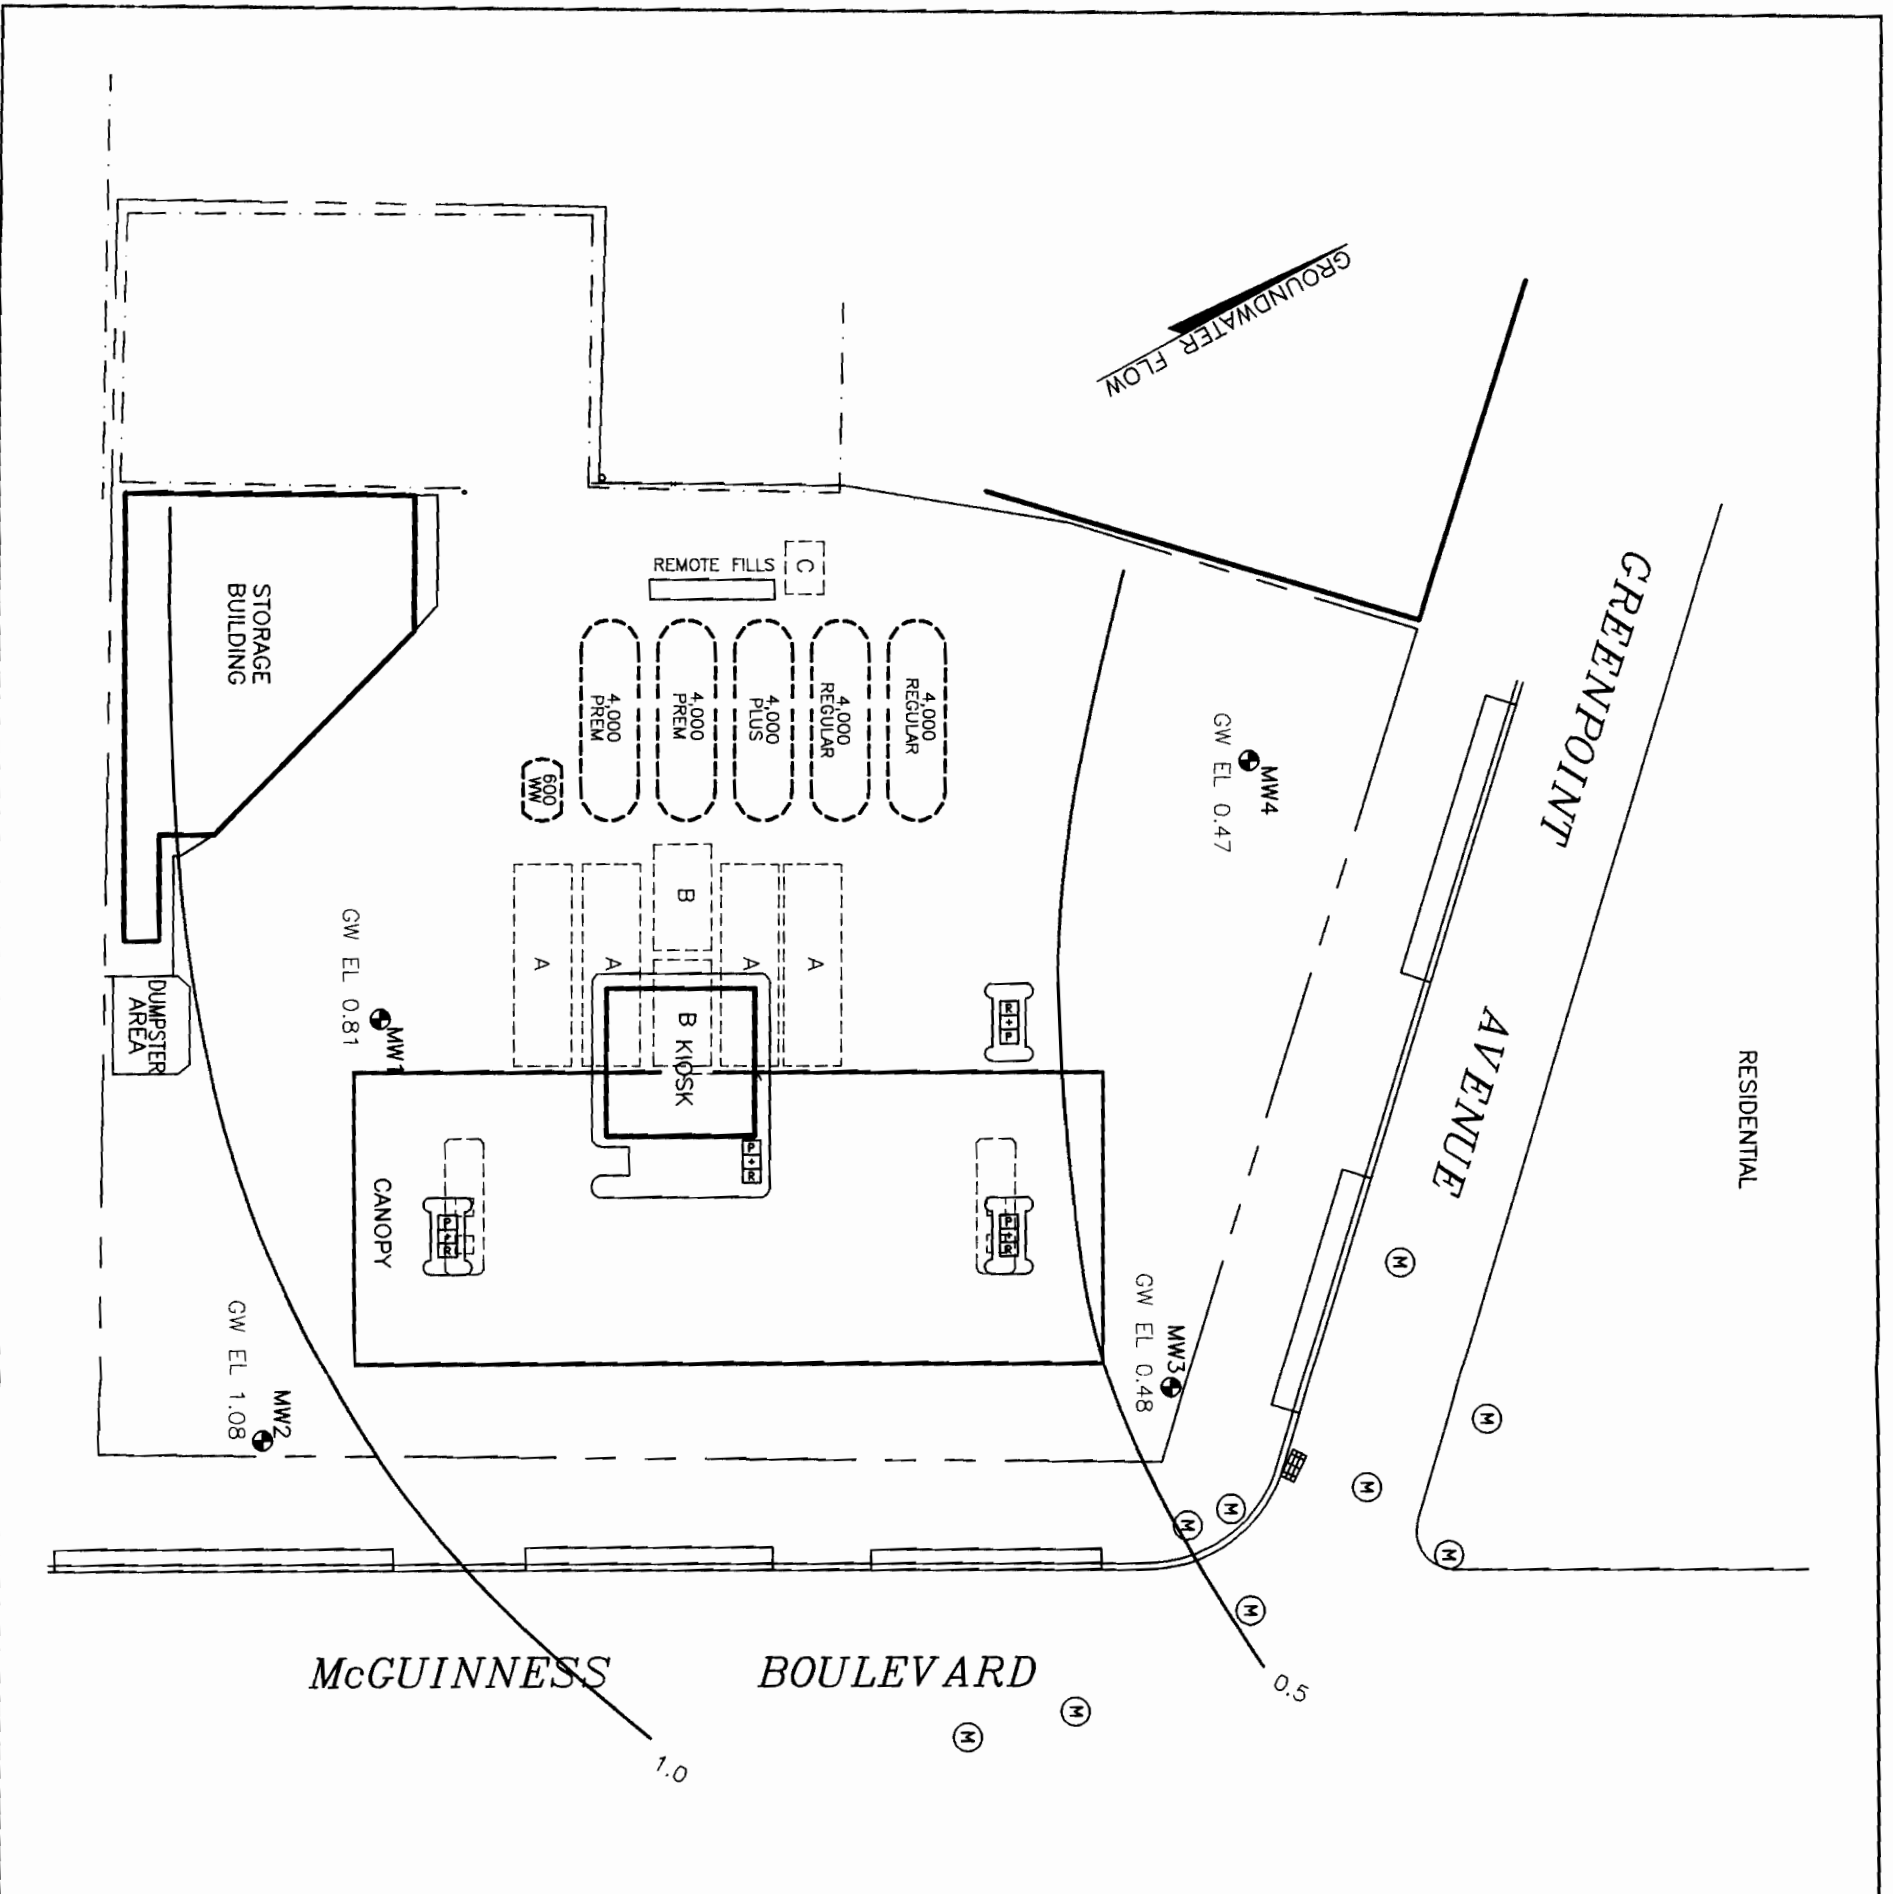 GROUNDWATER FLOW
GREENPOINT
AVENUE
RESIDENTIAL
REMOTE FILLS
C
STORAGE
BUILDING
4,000
PREM
4,000
PREM
4,000
PLUS
4,000
REGULAR
4,000
REGULAR
600
WW
MW4
GW EL 0.47
A
A
B
A
A
B KIOSK
R + P
P + R
P + R
P + R
DUMPSTER
AREA
MW1
GW EL 0.81
CANOPY
MW3
GW EL 0.48
MW2
GW EL 1.08
M
M
M
M
M
M
M
M
M
McGUINNESS BOULEVARD
0.5
1.0